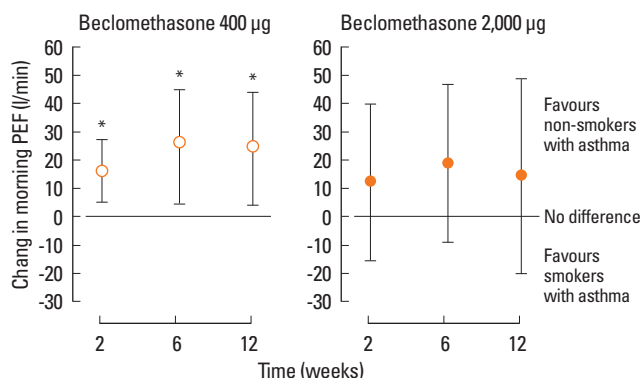 Beclomethasone 400 µg
Beclomethasone 2,000 µg
Chang in morning PEF (l/min)
60
50
40
30
20
10
0
-10
-20
-30
*
*
*
2
6
12
60
50
40
30
20
10
0
-10
-20
-30
2
6
12
Favours
non-smokers
with asthma
No difference
Favours
smokers
with asthma
Time (weeks)